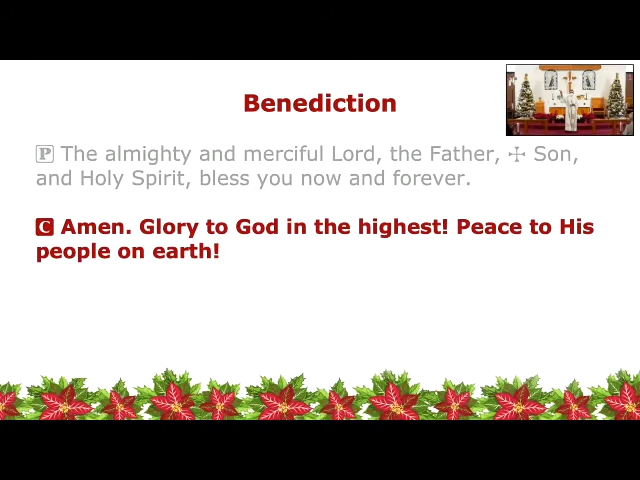 Benediction
P The almighty and merciful Lord, the Father, ☩ Son,
and Holy Spirit, bless you now and forever.
C Amen. Glory to God in the highest! Peace to His
people on earth!